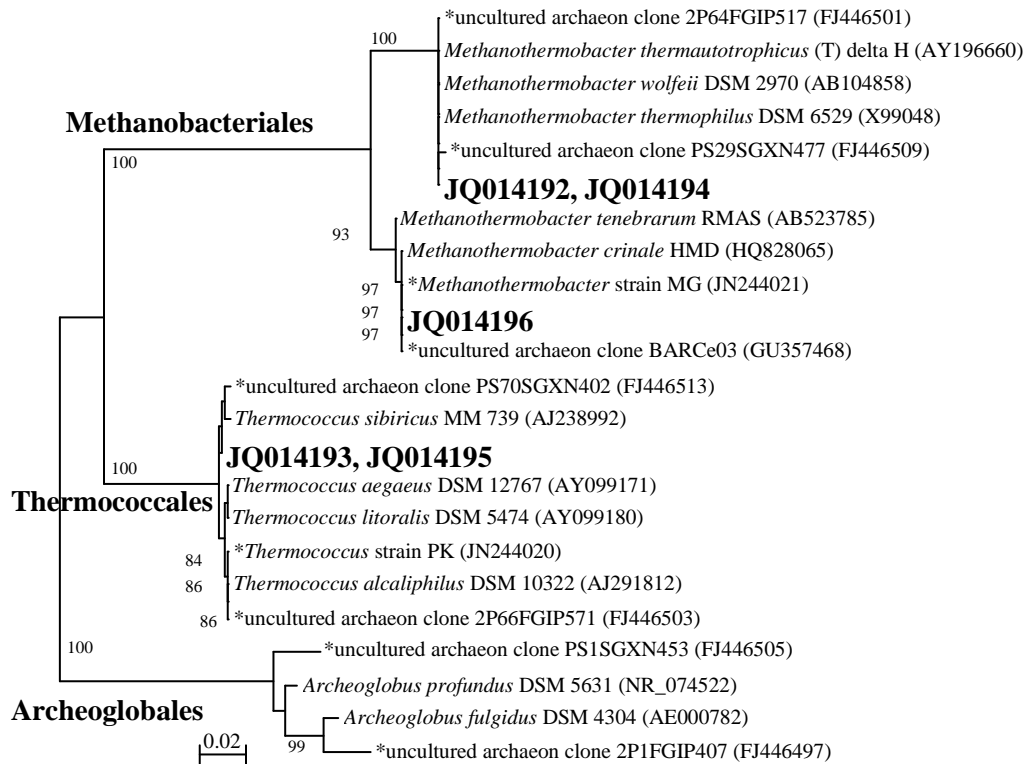 *uncultured archaeon clone 2P64FGIP517 (FJ446501)
100
Methanothermobacter thermautotrophicus (T) delta H (AY196660)
Methanothermobacter wolfeii DSM 2970 (AB104858)
Methanothermobacter thermophilus DSM 6529 (X99048)
Methanobacteriales
*uncultured archaeon clone PS29SGXN477 (FJ446509)
100
JQ014192, JQ014194
Methanothermobacter tenebrarum RMAS (AB523785)
93
Methanothermobacter crinale HMD (HQ828065)
*Methanothermobacter strain MG (JN244021)
97
97
JQ014196
97
*uncultured archaeon clone BARCe03 (GU357468)
*uncultured archaeon clone PS70SGXN402 (FJ446513)
Thermococcus sibiricus MM 739 (AJ238992)
JQ014193, JQ014195
100
Thermococcus aegaeus DSM 12767 (AY099171)
Thermococcales
Thermococcus litoralis DSM 5474 (AY099180)
*Thermococcus strain PK (JN244020)
84
Thermococcus alcaliphilus DSM 10322 (AJ291812)
86
*uncultured archaeon clone 2P66FGIP571 (FJ446503)
86
100
*uncultured archaeon clone PS1SGXN453 (FJ446505)
Archeoglobus profundus DSM 5631 (NR_074522)
Archeoglobales
Archeoglobus fulgidus DSM 4304 (AE000782)
0.02
99
*uncultured archaeon clone 2P1FGIP407 (FJ446497)